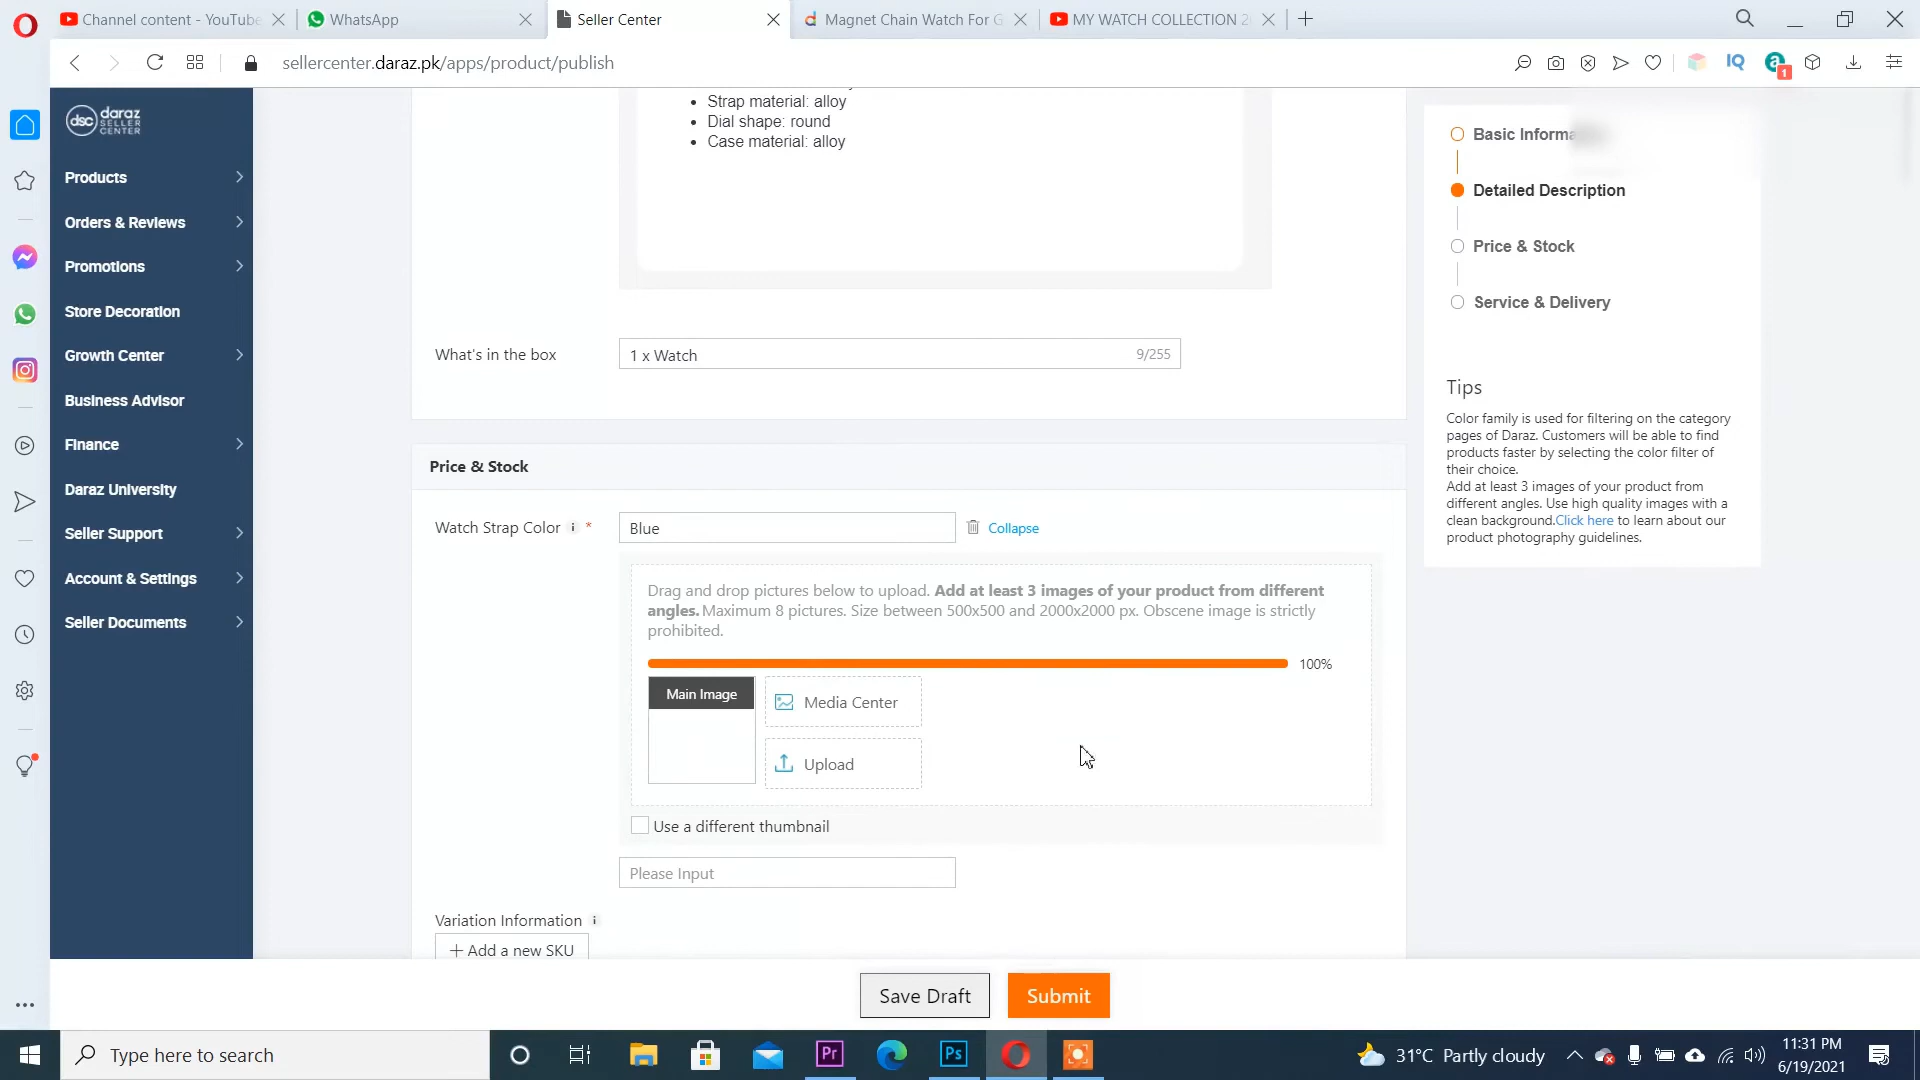 Channel content - YouTube
WhatsApp
Seller Center
Magnet Chain Watch For G
MY WATCH COLLECTION 2
sellercenter.daraz.pk/apps/product/publish
IQ
a
1
dsc daraz
SELLER
CENTER
Products
Orders & Reviews
Promotions
Store Decoration
Growth Center
Business Advisor
Finance
Daraz University
Seller Support
Account & Settings
Seller Documents
Strap material: alloy
Dial shape: round
Case material: alloy
What's in the box
1 x Watch
9/255
Price & Stock
Watch Strap Color i *
Blue
Collapse
Drag and drop pictures below to upload. Add at least 3 images of your product from different
angles. Maximum 8 pictures. Size between 500x500 and 2000x2000 px. Obscene image is strictly
prohibited.
100%
Main Image
Media Center
Upload
Use a different thumbnail
Please Input
Variation Information i
+ Add a new SKU
Basic Informa
Detailed Description
Price & Stock
Service & Delivery
Tips
Color family is used for filtering on the category
pages of Daraz. Customers will be able to find
products faster by selecting the color filter of
their choice.
Add at least 3 images of your product from
different angles. Use high quality images with a
clean background.Click here to learn about our
product photography guidelines.
Save Draft
Submit
Type here to search
Pr
Ps
31°C Partly cloudy
11:31 PM
6/19/2021